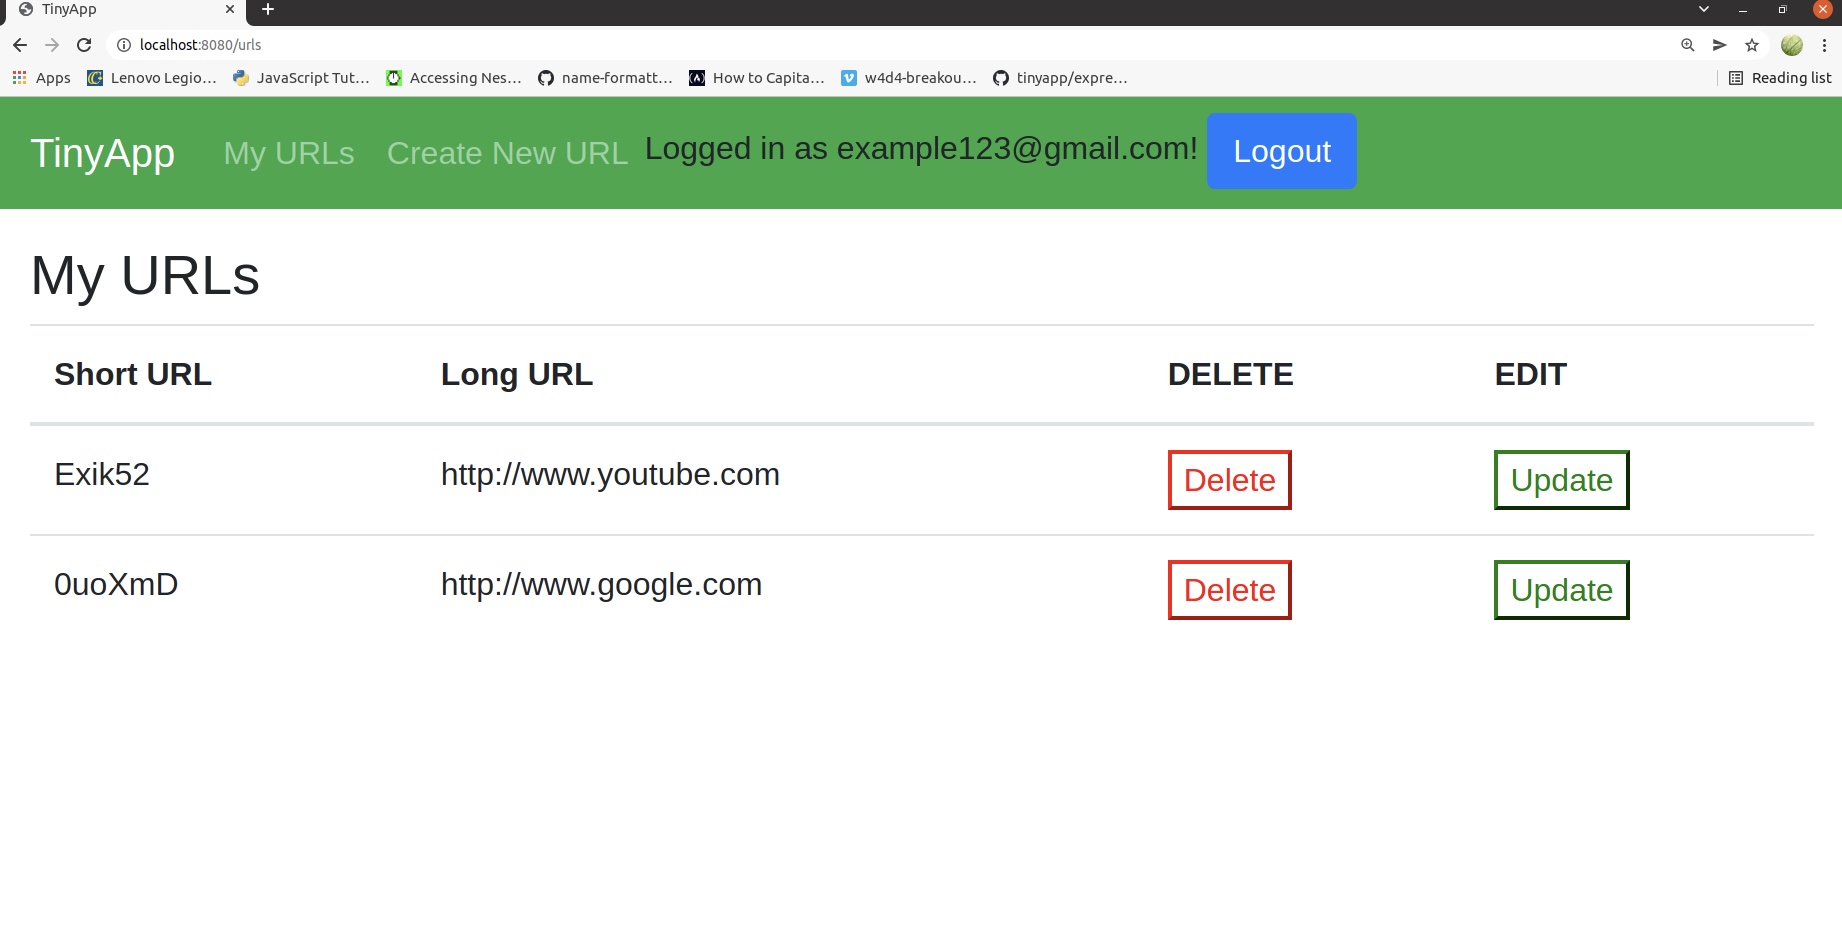 TinyApp
localhost:8080/urls
Apps Lenovo Legio... JavaScript Tut... Accessing Nes... name-formatt... How to Capita... w4d4-breakou... tinyapp/expre... Reading list
TinyApp My URLs Create New URL Logged in as example123@gmail.com! Logout
My URLs
Short URL Long URL DELETE EDIT
Exik52 http://www.youtube.com Delete Update
0uoXmD http://www.google.com Delete Update